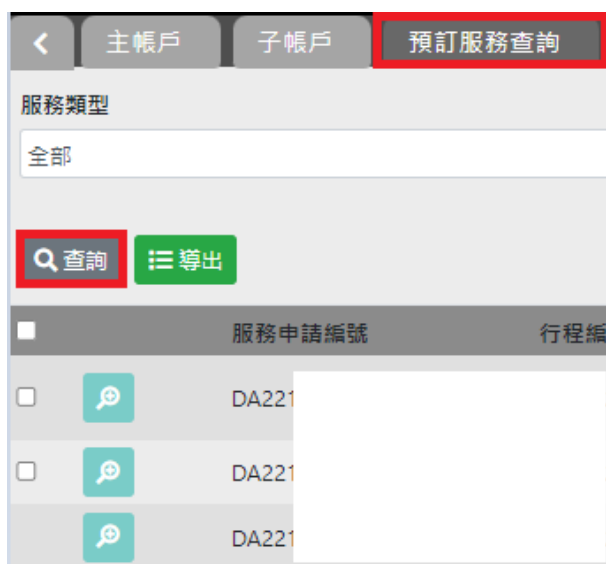 主帳戶 子帳戶 預訂服務查詢
服務類型
全部
查詢 導出
服務申請編號 行程編
DA221
DA221
DA221